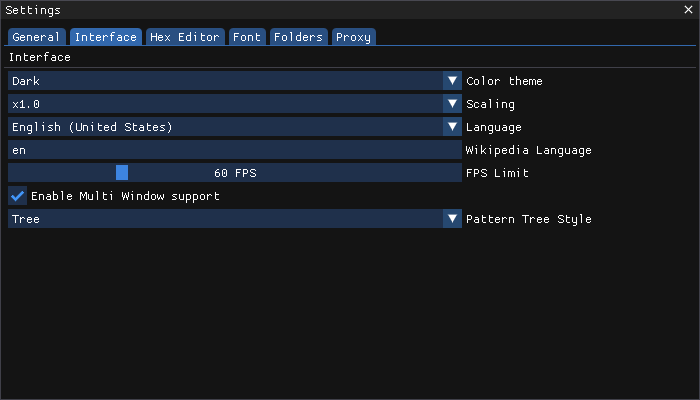 Settings
General Interface Hex Editor Font Folders Proxy
Interface
Dark Color theme
x1.0 Scaling
English (United States) Language
en Wikipedia Language
60 FPS FPS Limit
Enable Multi Window support
Tree Pattern Tree Style